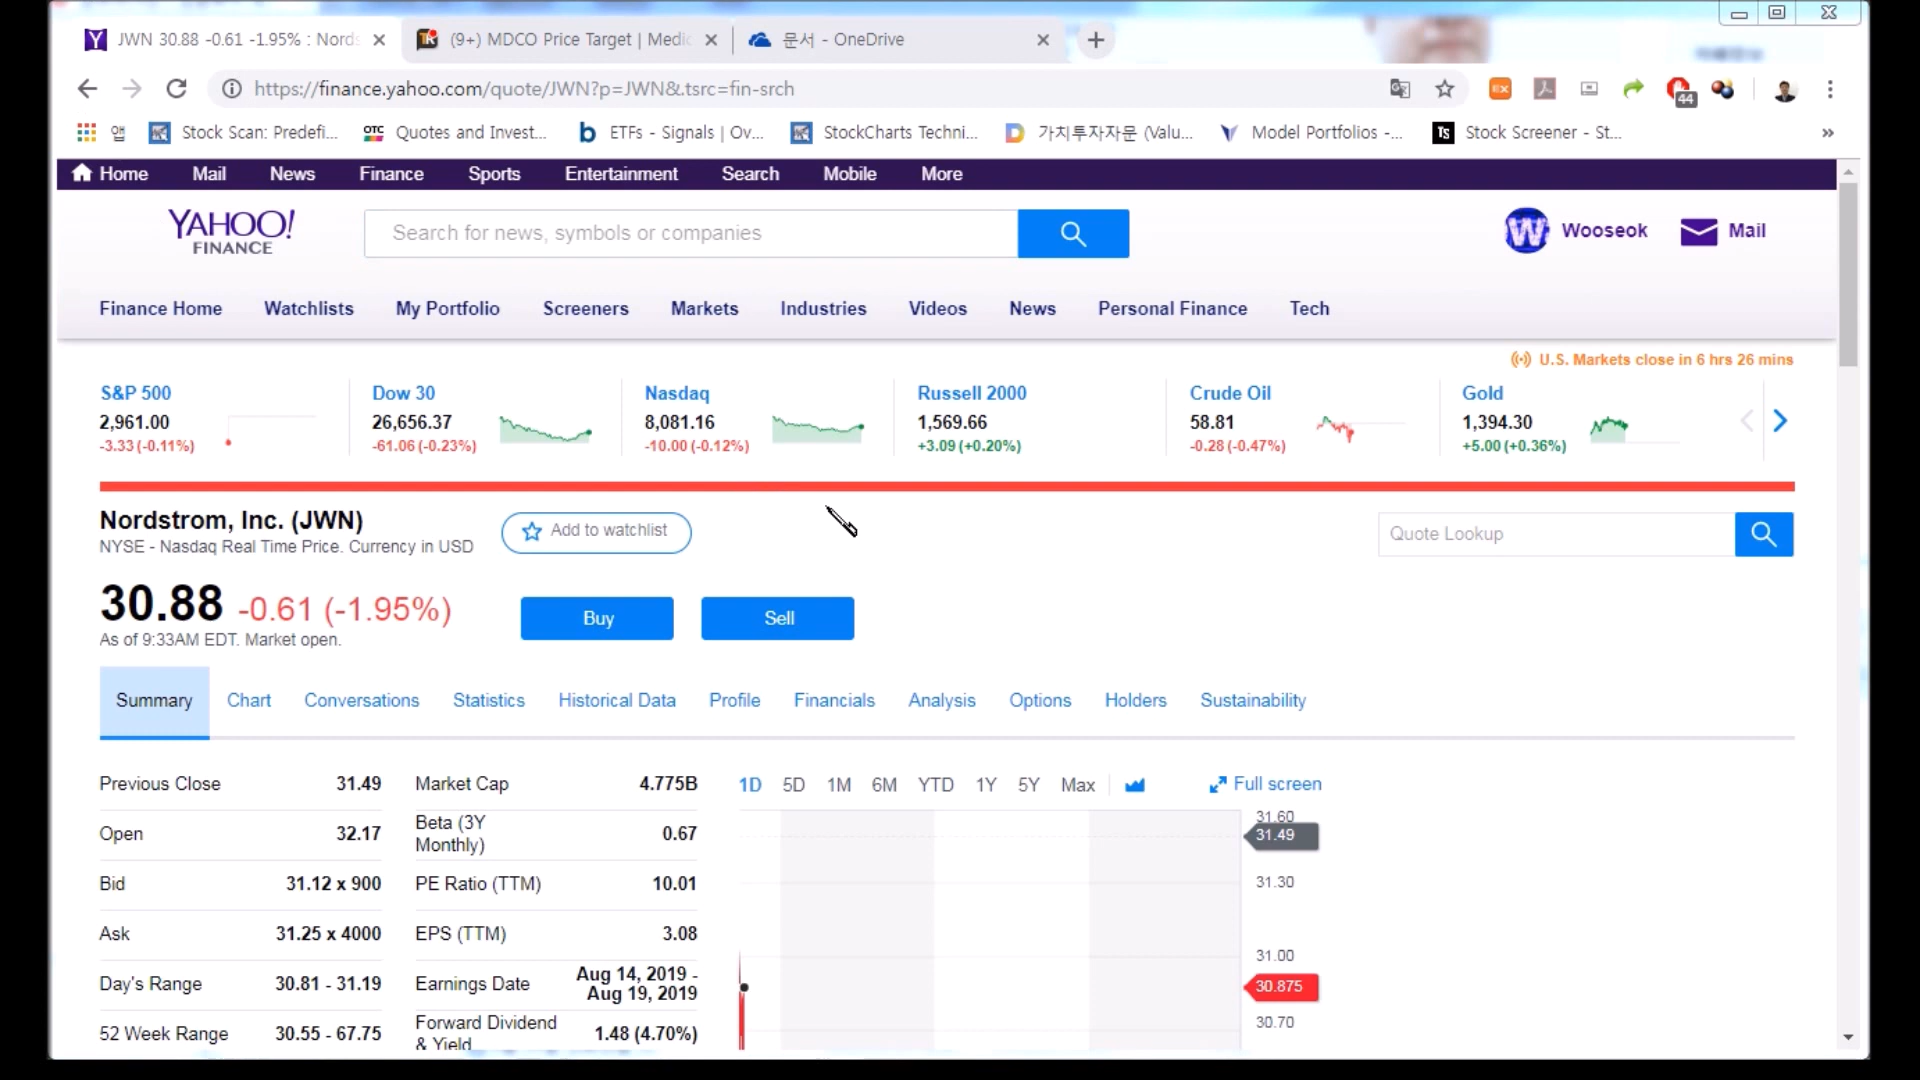 JWN 30.88 -0.61 -1.95% : Nords
(9+) MDCO Price Target | Medic
문서 - OneDrive
https://finance.yahoo.com/quote/JWN?p=JWN&.tsrc=fin-srch
44
앱
Stock Scan: Predefi...
OTC
Quotes and Invest...
ETFs - Signals | Ov...
StockCharts Techni...
가치투자자문 (Valu...
Model Portfolios -...
TS
Stock Screener - St...
Home Mail News Finance Sports Entertainment Search Mobile More
YAHOO!
FINANCE
Search for news, symbols or companies
Wooseok
Mail
Finance Home Watchlists My Portfolio Screeners Markets Industries Videos News Personal Finance Tech
U.S. Markets close in 6 hrs 26 mins
S&P 500
2,961.00
-3.33 (-0.11%)
Dow 30
26,656.37
-61.06 (-0.23%)
Nasdaq
8,081.16
-10.00 (-0.12%)
Russell 2000
1,569.66
+3.09 (+0.20%)
Crude Oil
58.81
-0.28 (-0.47%)
Gold
1,394.30
+5.00 (+0.36%)
Nordstrom, Inc. (JWN)
NYSE - Nasdaq Real Time Price. Currency in USD
Add to watchlist
Quote Lookup
30.88 -0.61 (-1.95%)
As of 9:33AM EDT. Market open.
Buy
Sell
Summary Chart Conversations Statistics Historical Data Profile Financials Analysis Options Holders Sustainability
Previous Close 31.49
Open 32.17
Bid 31.12 x 900
Ask 31.25 x 4000
Day's Range 30.81 - 31.19
52 Week Range 30.55 - 67.75
Market Cap 4.775B
Beta (3Y
Monthly) 0.67
PE Ratio (TTM) 10.01
EPS (TTM) 3.08
Earnings Date Aug 14, 2019 -
Aug 19, 2019
Forward Dividend
& Yield 1.48 (4.70%)
1D 5D 1M 6M YTD 1Y 5Y Max
Full screen
31.60
31.49
31.30
31.00
30.875
30.70